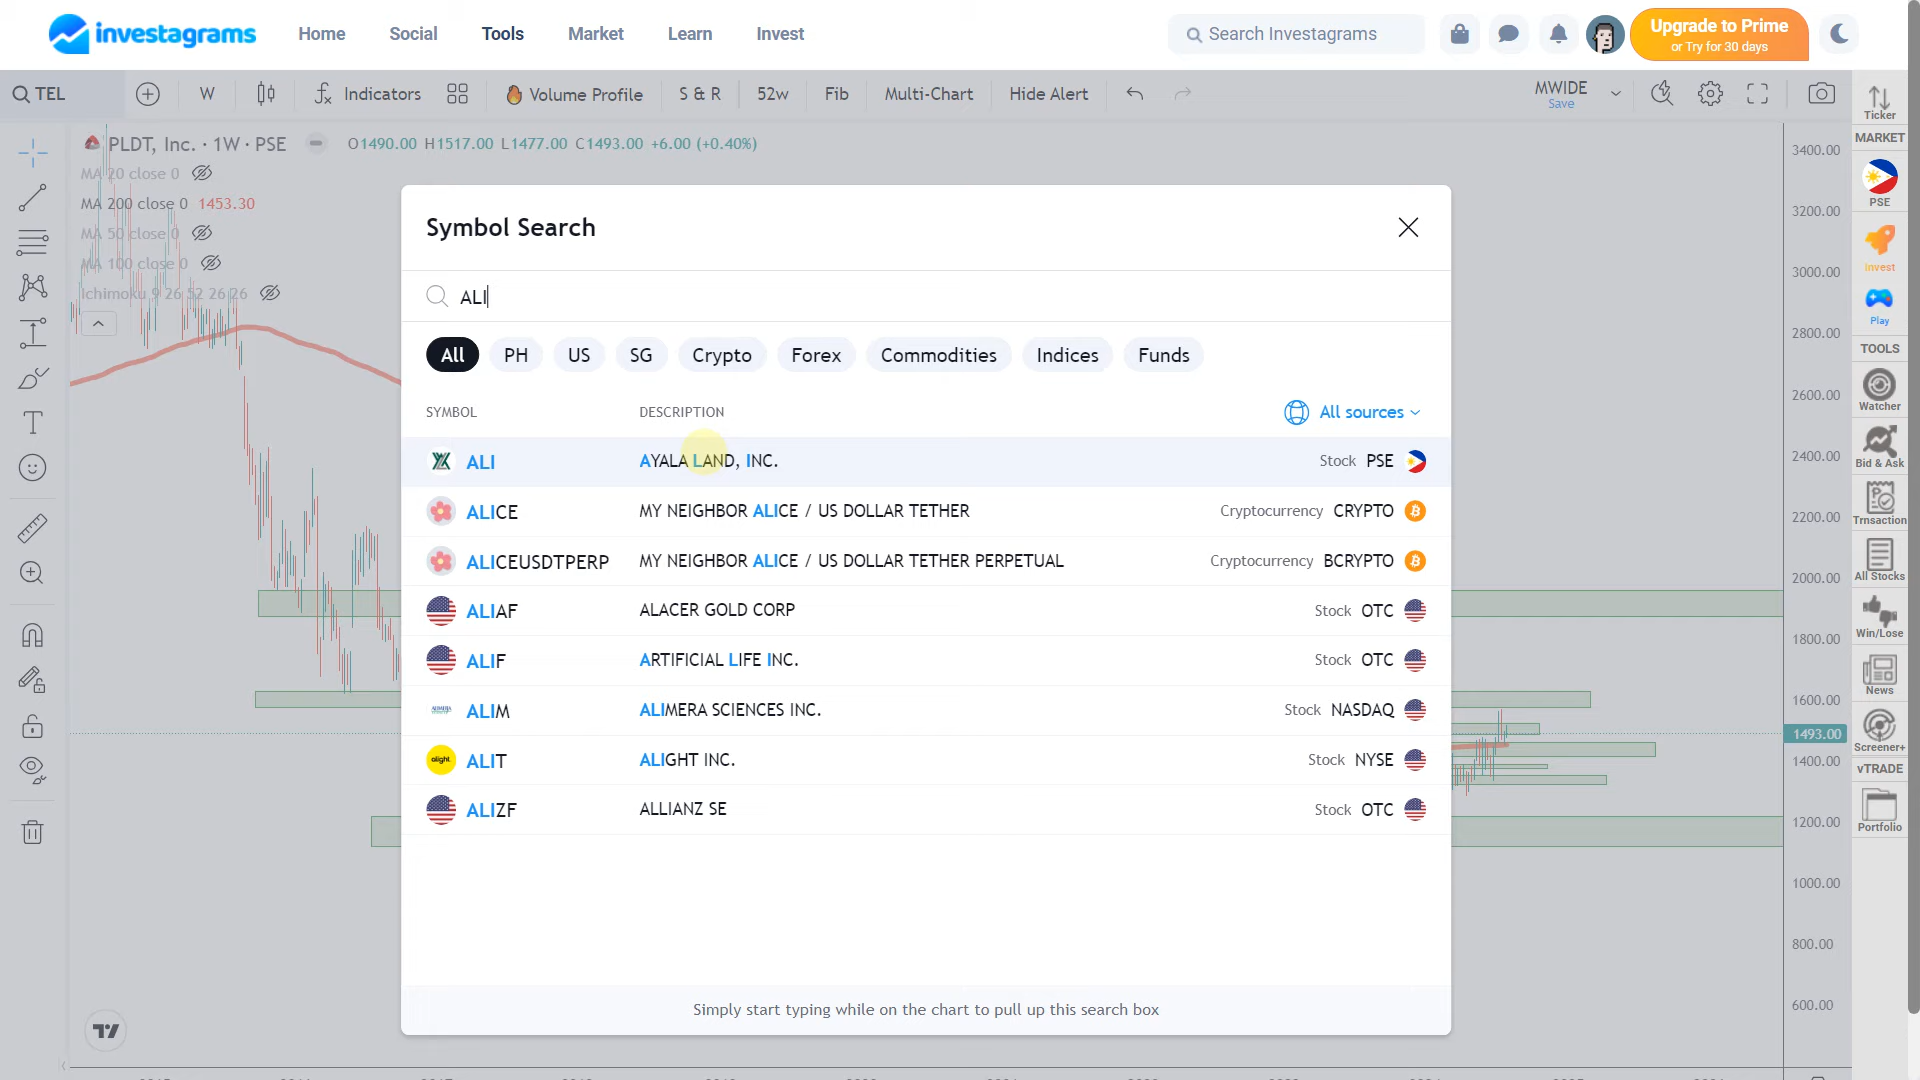 investagrams Home Social Tools Market Learn Invest Search Investagrams Upgrade to Prime
or Try for 30 days
TEL W Indicators Volume Profile S & R 52w Fib Multi-Chart Hide Alert MWIDE
Save
Ticker
PLDT, Inc. · 1W · PSE O1490.00 H1517.00 L1477.00 C1493.00 +6.00 (+0.40%)
MA 20 close 0
MA 200 close 0 1453.30
MA 50 close 0
MA 100 close 0
Ichimoku 9 26 52 26 26
Symbol Search
ALI
All PH US SG Crypto Forex Commodities Indices Funds
SYMBOL DESCRIPTION All sources
ALI AYALA LAND, INC. Stock PSE
ALICE MY NEIGHBOR ALICE / US DOLLAR TETHER Cryptocurrency CRYPTO
ALICEUSDTPERP MY NEIGHBOR ALICE / US DOLLAR TETHER PERPETUAL Cryptocurrency BCRYPTO
ALIAF ALACER GOLD CORP Stock OTC
ALIF ARTIFICIAL LIFE INC. Stock OTC
ALIM ALIMERA SCIENCES INC. Stock NASDAQ
alight
ALIT ALIGHT INC. Stock NYSE
ALIZF ALLIANZ SE Stock OTC
Simply start typing while on the chart to pull up this search box
3400.00
3200.00
3000.00
2800.00
2600.00
2400.00
2200.00
2000.00
1800.00
1600.00
1493.00
1400.00
1200.00
1000.00
800.00
600.00
MARKET
PSE
Invest
Play
TOOLS
Watcher
Bid & Ask
Trnsaction
All Stocks
Win/Lose
News
Screener+
vTRADE
Portfolio